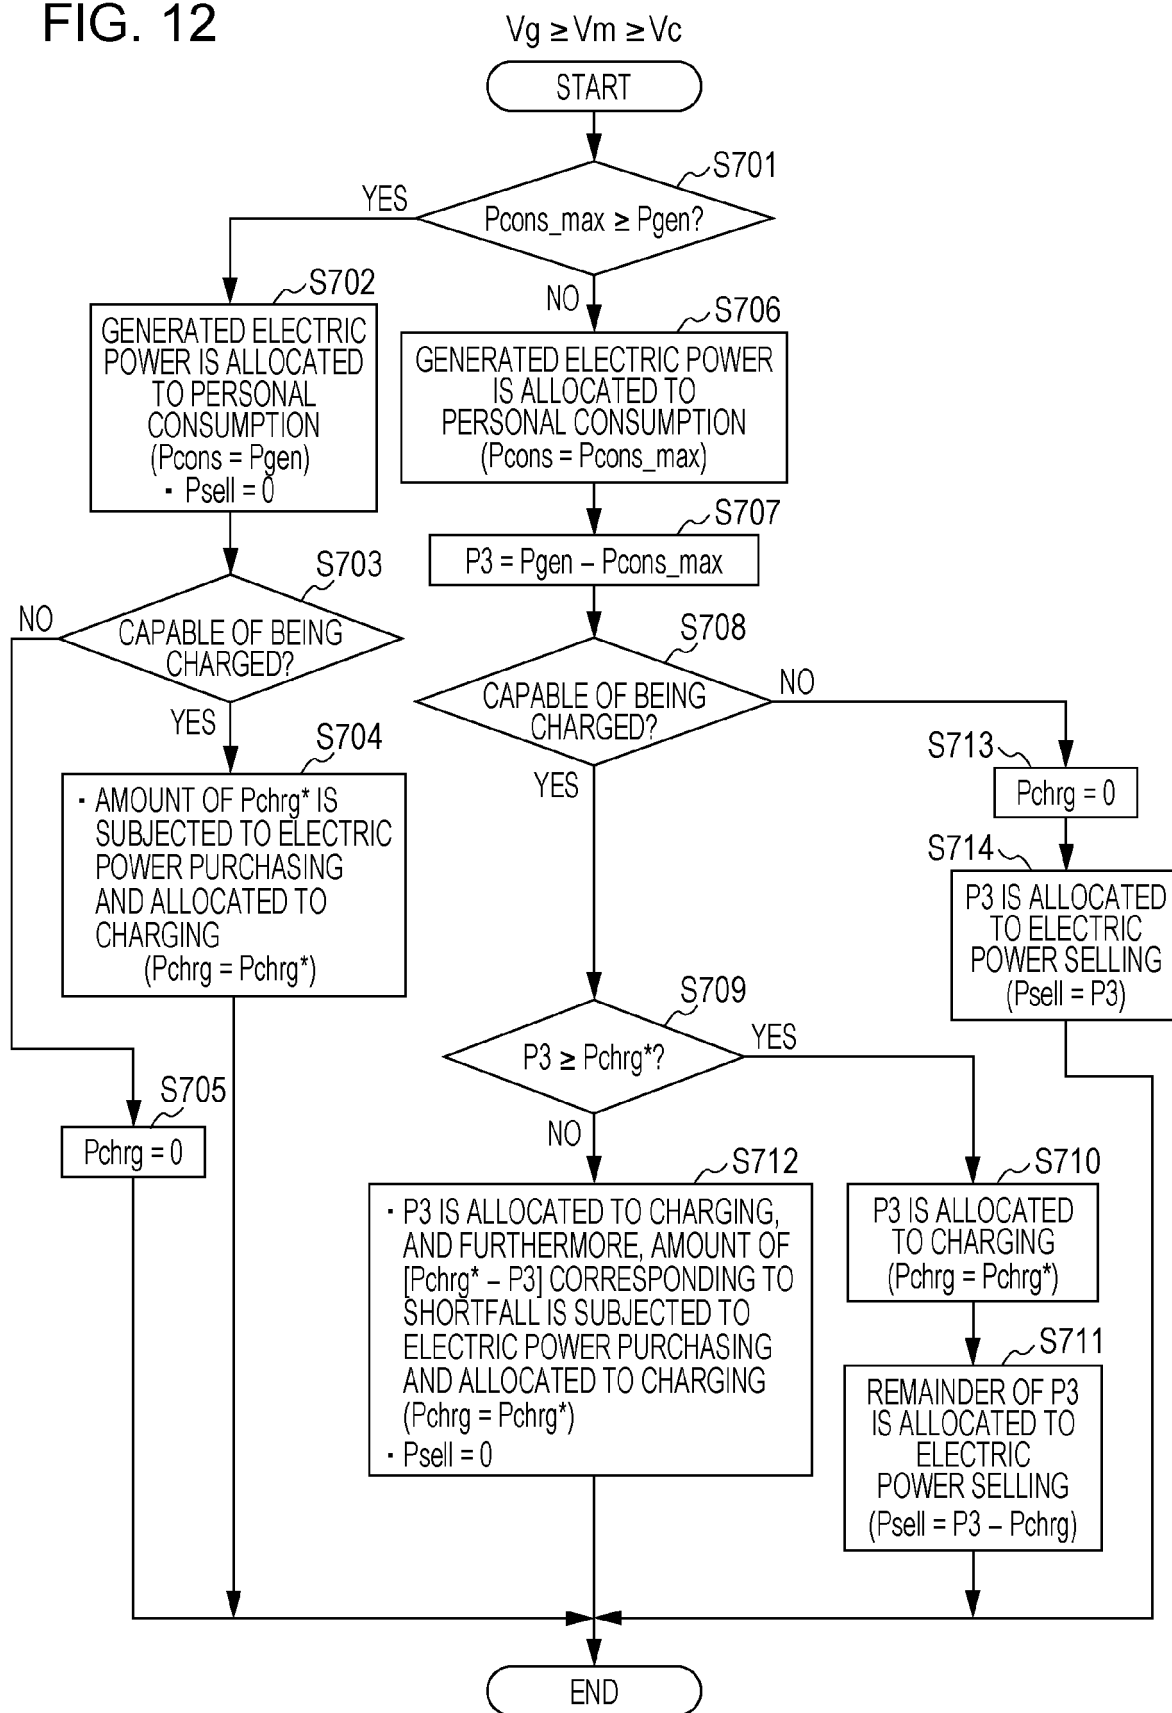 FIG. 12
Vg ≥ Vm ≥ Vc
START
S701
Pcons_max ≥ Pgen?
YES
NO
S702
GENERATED ELECTRIC
POWER IS ALLOCATED
TO PERSONAL
CONSUMPTION
(Pcons = Pgen)
▪ Psell = 0
S703
CAPABLE OF BEING
CHARGED?
NO
YES
S704
▪ AMOUNT OF Pchrg* IS
SUBJECTED TO ELECTRIC
POWER PURCHASING
AND ALLOCATED TO
CHARGING
(Pchrg = Pchrg*)
S705
Pchrg = 0
S706
GENERATED ELECTRIC POWER
IS ALLOCATED TO
PERSONAL CONSUMPTION
(Pcons = Pcons_max)
S707
P3 = Pgen – Pcons_max
S708
CAPABLE OF BEING
CHARGED?
NO
YES
S709
P3 ≥ Pchrg*?
YES
NO
S712
▪ P3 IS ALLOCATED TO CHARGING,
AND FURTHERMORE, AMOUNT OF
[Pchrg* – P3] CORRESPONDING TO
SHORTFALL IS SUBJECTED TO
ELECTRIC POWER PURCHASING
AND ALLOCATED TO CHARGING
(Pchrg = Pchrg*)
▪ Psell = 0
S710
P3 IS ALLOCATED
TO CHARGING
(Pchrg = Pchrg*)
S711
REMAINDER OF P3
IS ALLOCATED TO
ELECTRIC
POWER SELLING
(Psell = P3 – Pchrg)
S713
Pchrg = 0
S714
P3 IS ALLOCATED
TO ELECTRIC
POWER SELLING
(Psell = P3)
END